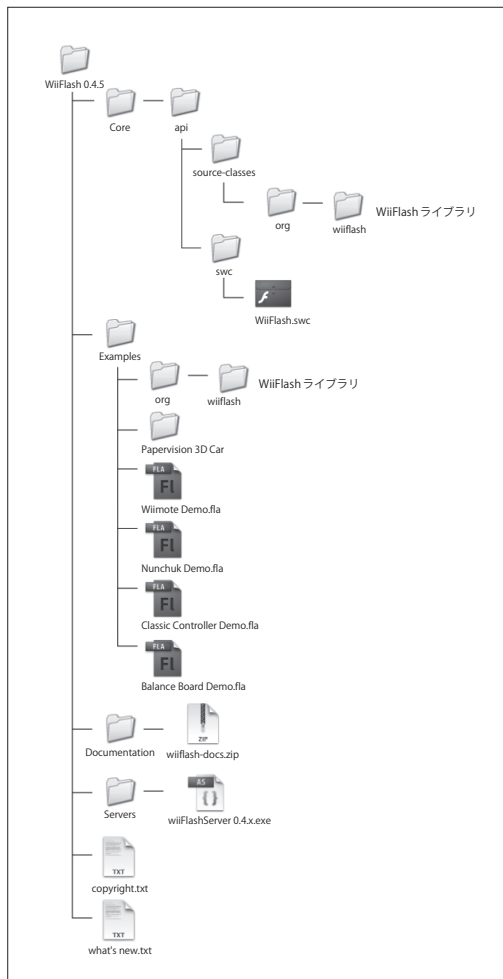 WiiFlash 0.4.5
Core
api
source-classes
org
wiiflash
WiiFlash ライブラリ
swc
WiiFlash.swc
Examples
org
wiiflash
WiiFlash ライブラリ
Papervision 3D Car
FLA
Fl
Wiimote Demo.fla
FLA
Fl
Nunchuk Demo.fla
FLA
Fl
Classic Controller Demo.fla
FLA
Fl
Balance Board Demo.fla
Documentation
ZIP
wiiflash-docs.zip
Servers
AS
{ }
wiiFlashServer 0.4.x.exe
TXT
copyright.txt
TXT
what's new.txt